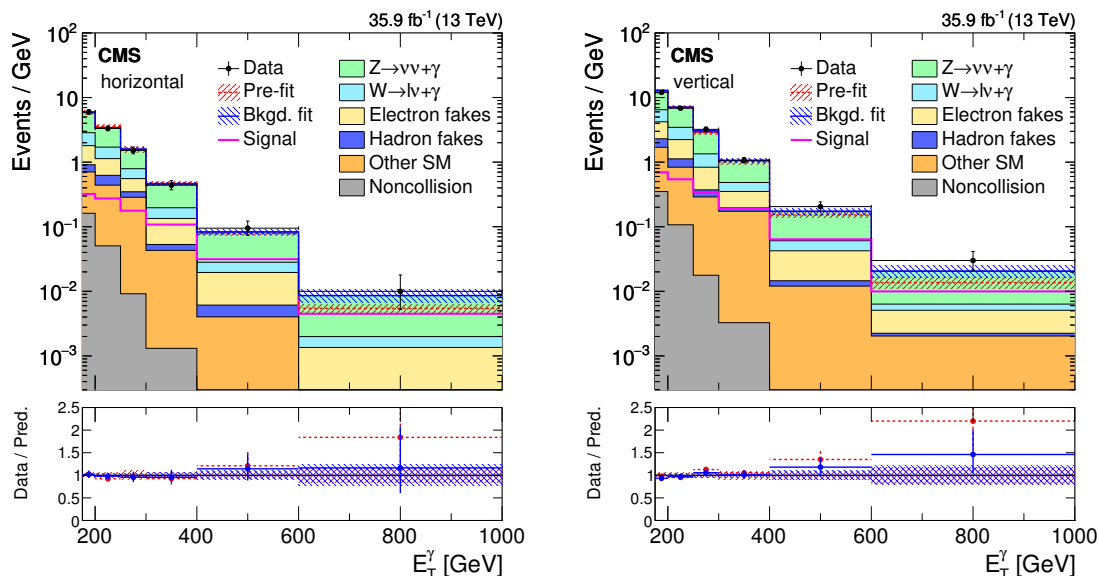 35.9 fb⁻¹ (13 TeV)
CMS
horizontal
Data
Pre-fit
Bkgd. fit
Signal
Z→νν+γ
W→lν+γ
Electron fakes
Hadron fakes
Other SM
Noncollision
Events / GeV
10²
10
1
10⁻¹
10⁻²
10⁻³
Data / Pred.
2.5
2
1.5
1
0.5
0
200 400 600 800 1000
E_T^γ [GeV]
35.9 fb⁻¹ (13 TeV)
CMS
vertical
Data
Pre-fit
Bkgd. fit
Signal
Z→νν+γ
W→lν+γ
Electron fakes
Hadron fakes
Other SM
Noncollision
Events / GeV
10²
10
1
10⁻¹
10⁻²
10⁻³
Data / Pred.
2.5
2
1.5
1
0.5
0
200 400 600 800 1000
E_T^γ [GeV]